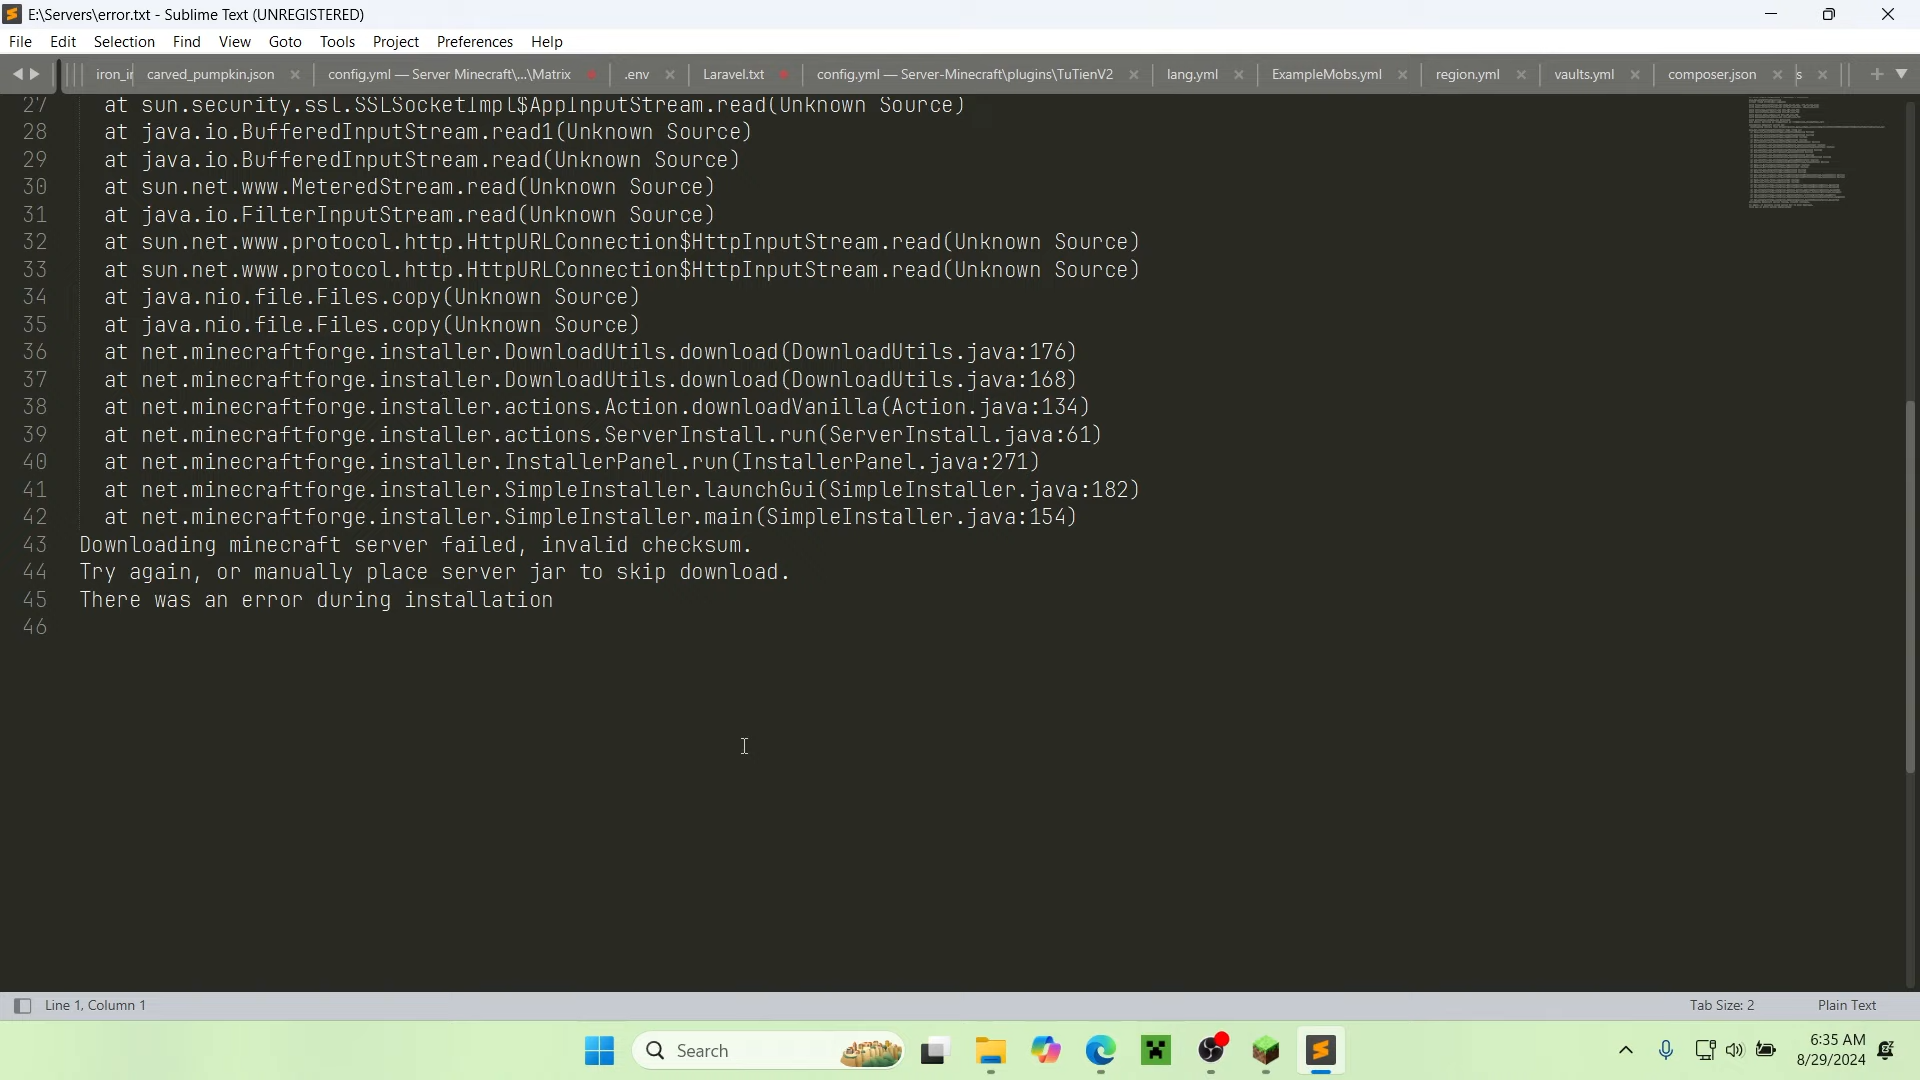 E:\Servers\error.txt - Sublime Text (UNREGISTERED)
File Edit Selection Find View Goto Tools Project Preferences Help
carved_pumpkin.json config.yml — Server Minecraft\...\Matrix .env Laravel.txt config.yml — Server-Minecraft\plugins\TuTienV2 lang.yml ExampleMobs.yml region.yml vaults.yml composer.json s
27 at sun.security.ssl.SSLSocketImpl$AppInputStream.read(Unknown Source)
28 at java.io.BufferedInputStream.read1(Unknown Source)
29 at java.io.BufferedInputStream.read(Unknown Source)
30 at sun.net.www.MeteredStream.read(Unknown Source)
31 at java.io.FilterInputStream.read(Unknown Source)
32 at sun.net.www.protocol.http.HttpURLConnection$HttpInputStream.read(Unknown Source)
33 at sun.net.www.protocol.http.HttpURLConnection$HttpInputStream.read(Unknown Source)
34 at java.nio.file.Files.copy(Unknown Source)
35 at java.nio.file.Files.copy(Unknown Source)
36 at net.minecraftforge.installer.DownloadUtils.download(DownloadUtils.java:176)
37 at net.minecraftforge.installer.DownloadUtils.download(DownloadUtils.java:168)
38 at net.minecraftforge.installer.actions.Action.downloadVanilla(Action.java:134)
39 at net.minecraftforge.installer.actions.ServerInstall.run(ServerInstall.java:61)
40 at net.minecraftforge.installer.InstallerPanel.run(InstallerPanel.java:271)
41 at net.minecraftforge.installer.SimpleInstaller.launchGui(SimpleInstaller.java:182)
42 at net.minecraftforge.installer.SimpleInstaller.main(SimpleInstaller.java:154)
43 Downloading minecraft server failed, invalid checksum.
44 Try again, or manually place server jar to skip download.
45 There was an error during installation
46
Line 1, Column 1 Tab Size: 2 Plain Text
Search
6:35 AM
8/29/2024